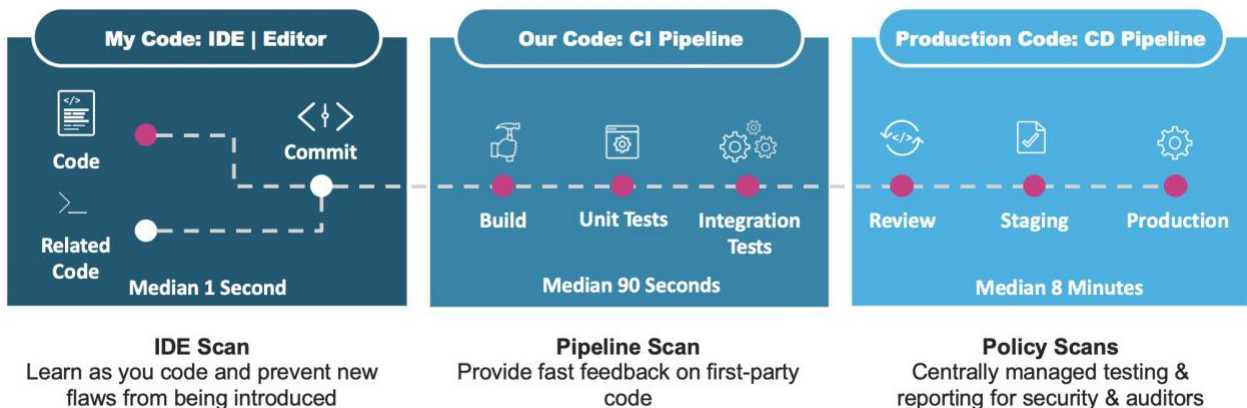 My Code: IDE | Editor
</>
Code
Commit
>_
Related
Code
Median 1 Second
Our Code: CI Pipeline
Build
Unit Tests
Integration
Tests
Median 90 Seconds
Production Code: CD Pipeline
</>
Review
Staging
Production
Median 8 Minutes
IDE Scan
Learn as you code and prevent new
flaws from being introduced
Pipeline Scan
Provide fast feedback on first-party
code
Policy Scans
Centrally managed testing &
reporting for security & auditors